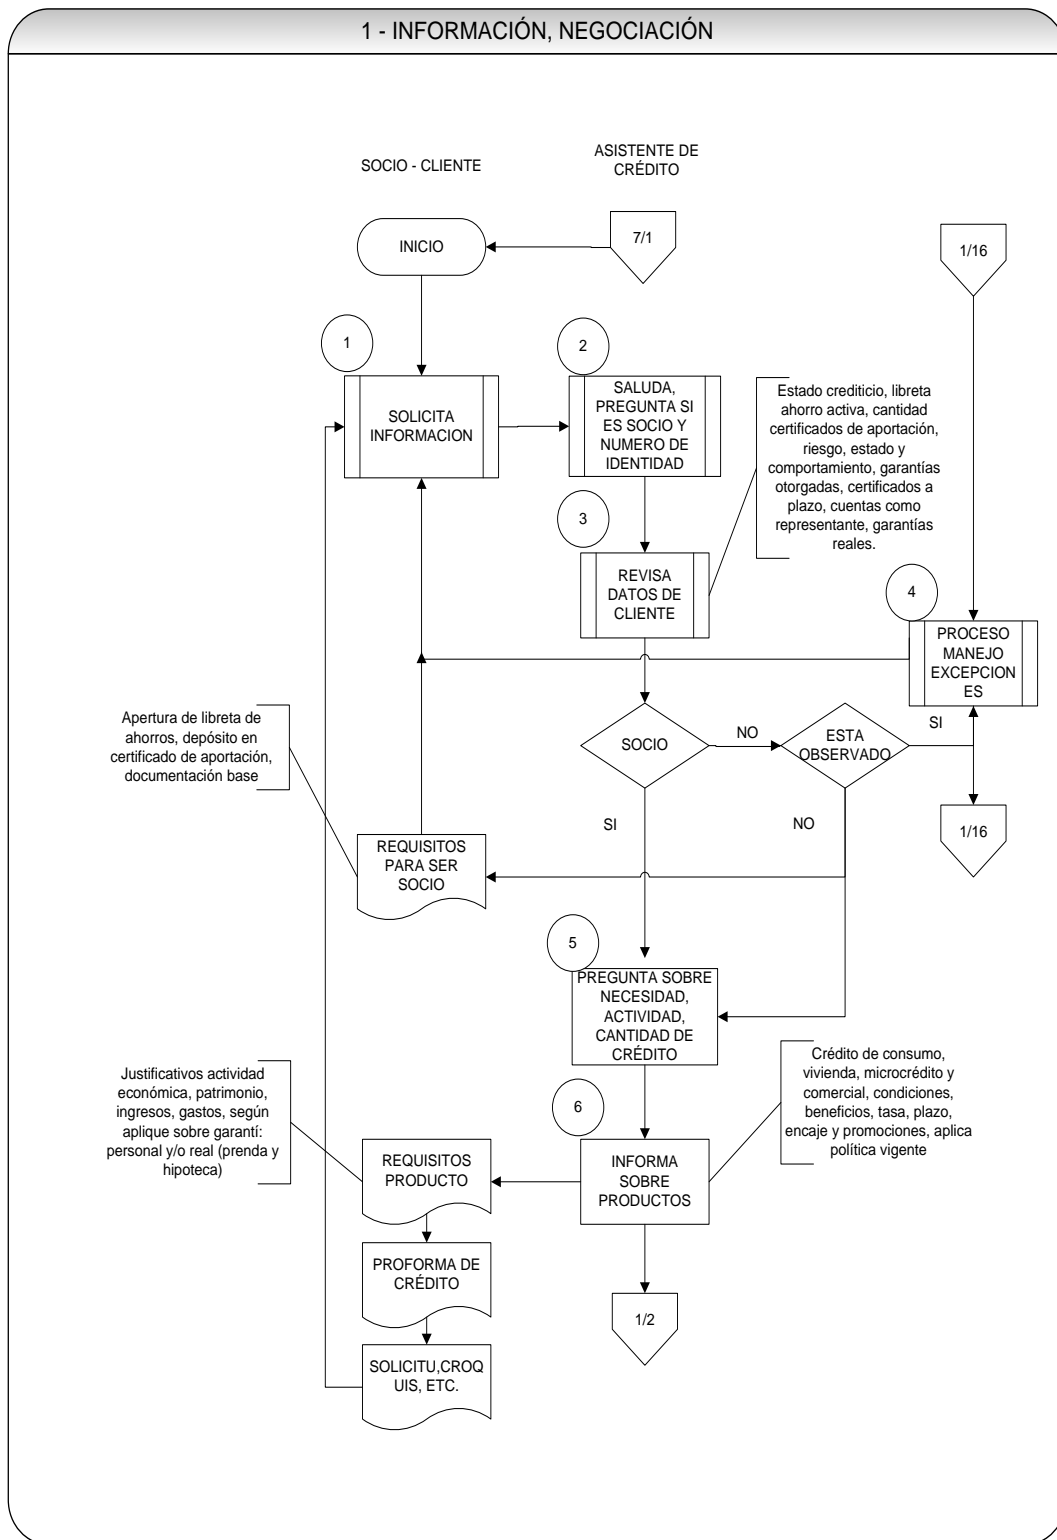 1 - INFORMACIÓN, NEGOCIACIÓN
SOCIO - CLIENTE
ASISTENTE DE
CRÉDITO
INICIO
7/1
1/16
1
SOLICITA
INFORMACION
2
SALUDA,
PREGUNTA SI
ES SOCIO Y
NUMERO DE
IDENTIDAD
Estado crediticio, libreta
ahorro activa, cantidad
certificados de aportación,
riesgo, estado y
comportamiento, garantías
otorgadas, certificados a
plazo, cuentas como
representante, garantías
reales.
3
REVISA
DATOS DE
CLIENTE
4
PROCESO
MANEJO
EXCEPCION
ES
Apertura de libreta de
ahorros, depósito en
certificado de aportación,
documentación base
SOCIO
NO
ESTA
OBSERVADO
SI
SI
NO
1/16
REQUISITOS
PARA SER
SOCIO
5
PREGUNTA SOBRE
NECESIDAD,
ACTIVIDAD,
CANTIDAD DE
CRÉDITO
Justificativos actividad
económica, patrimonio,
ingresos, gastos, según
aplique sobre garantí:
personal y/o real (prenda y
hipoteca)
6
Crédito de consumo,
vivienda, microcrédito y
comercial, condiciones,
beneficios, tasa, plazo,
encaje y promociones, aplica
política vigente
REQUISITOS
PRODUCTO
INFORMA
SOBRE
PRODUCTOS
PROFORMA DE
CRÉDITO
1/2
SOLICITU,CROQ
UIS, ETC.